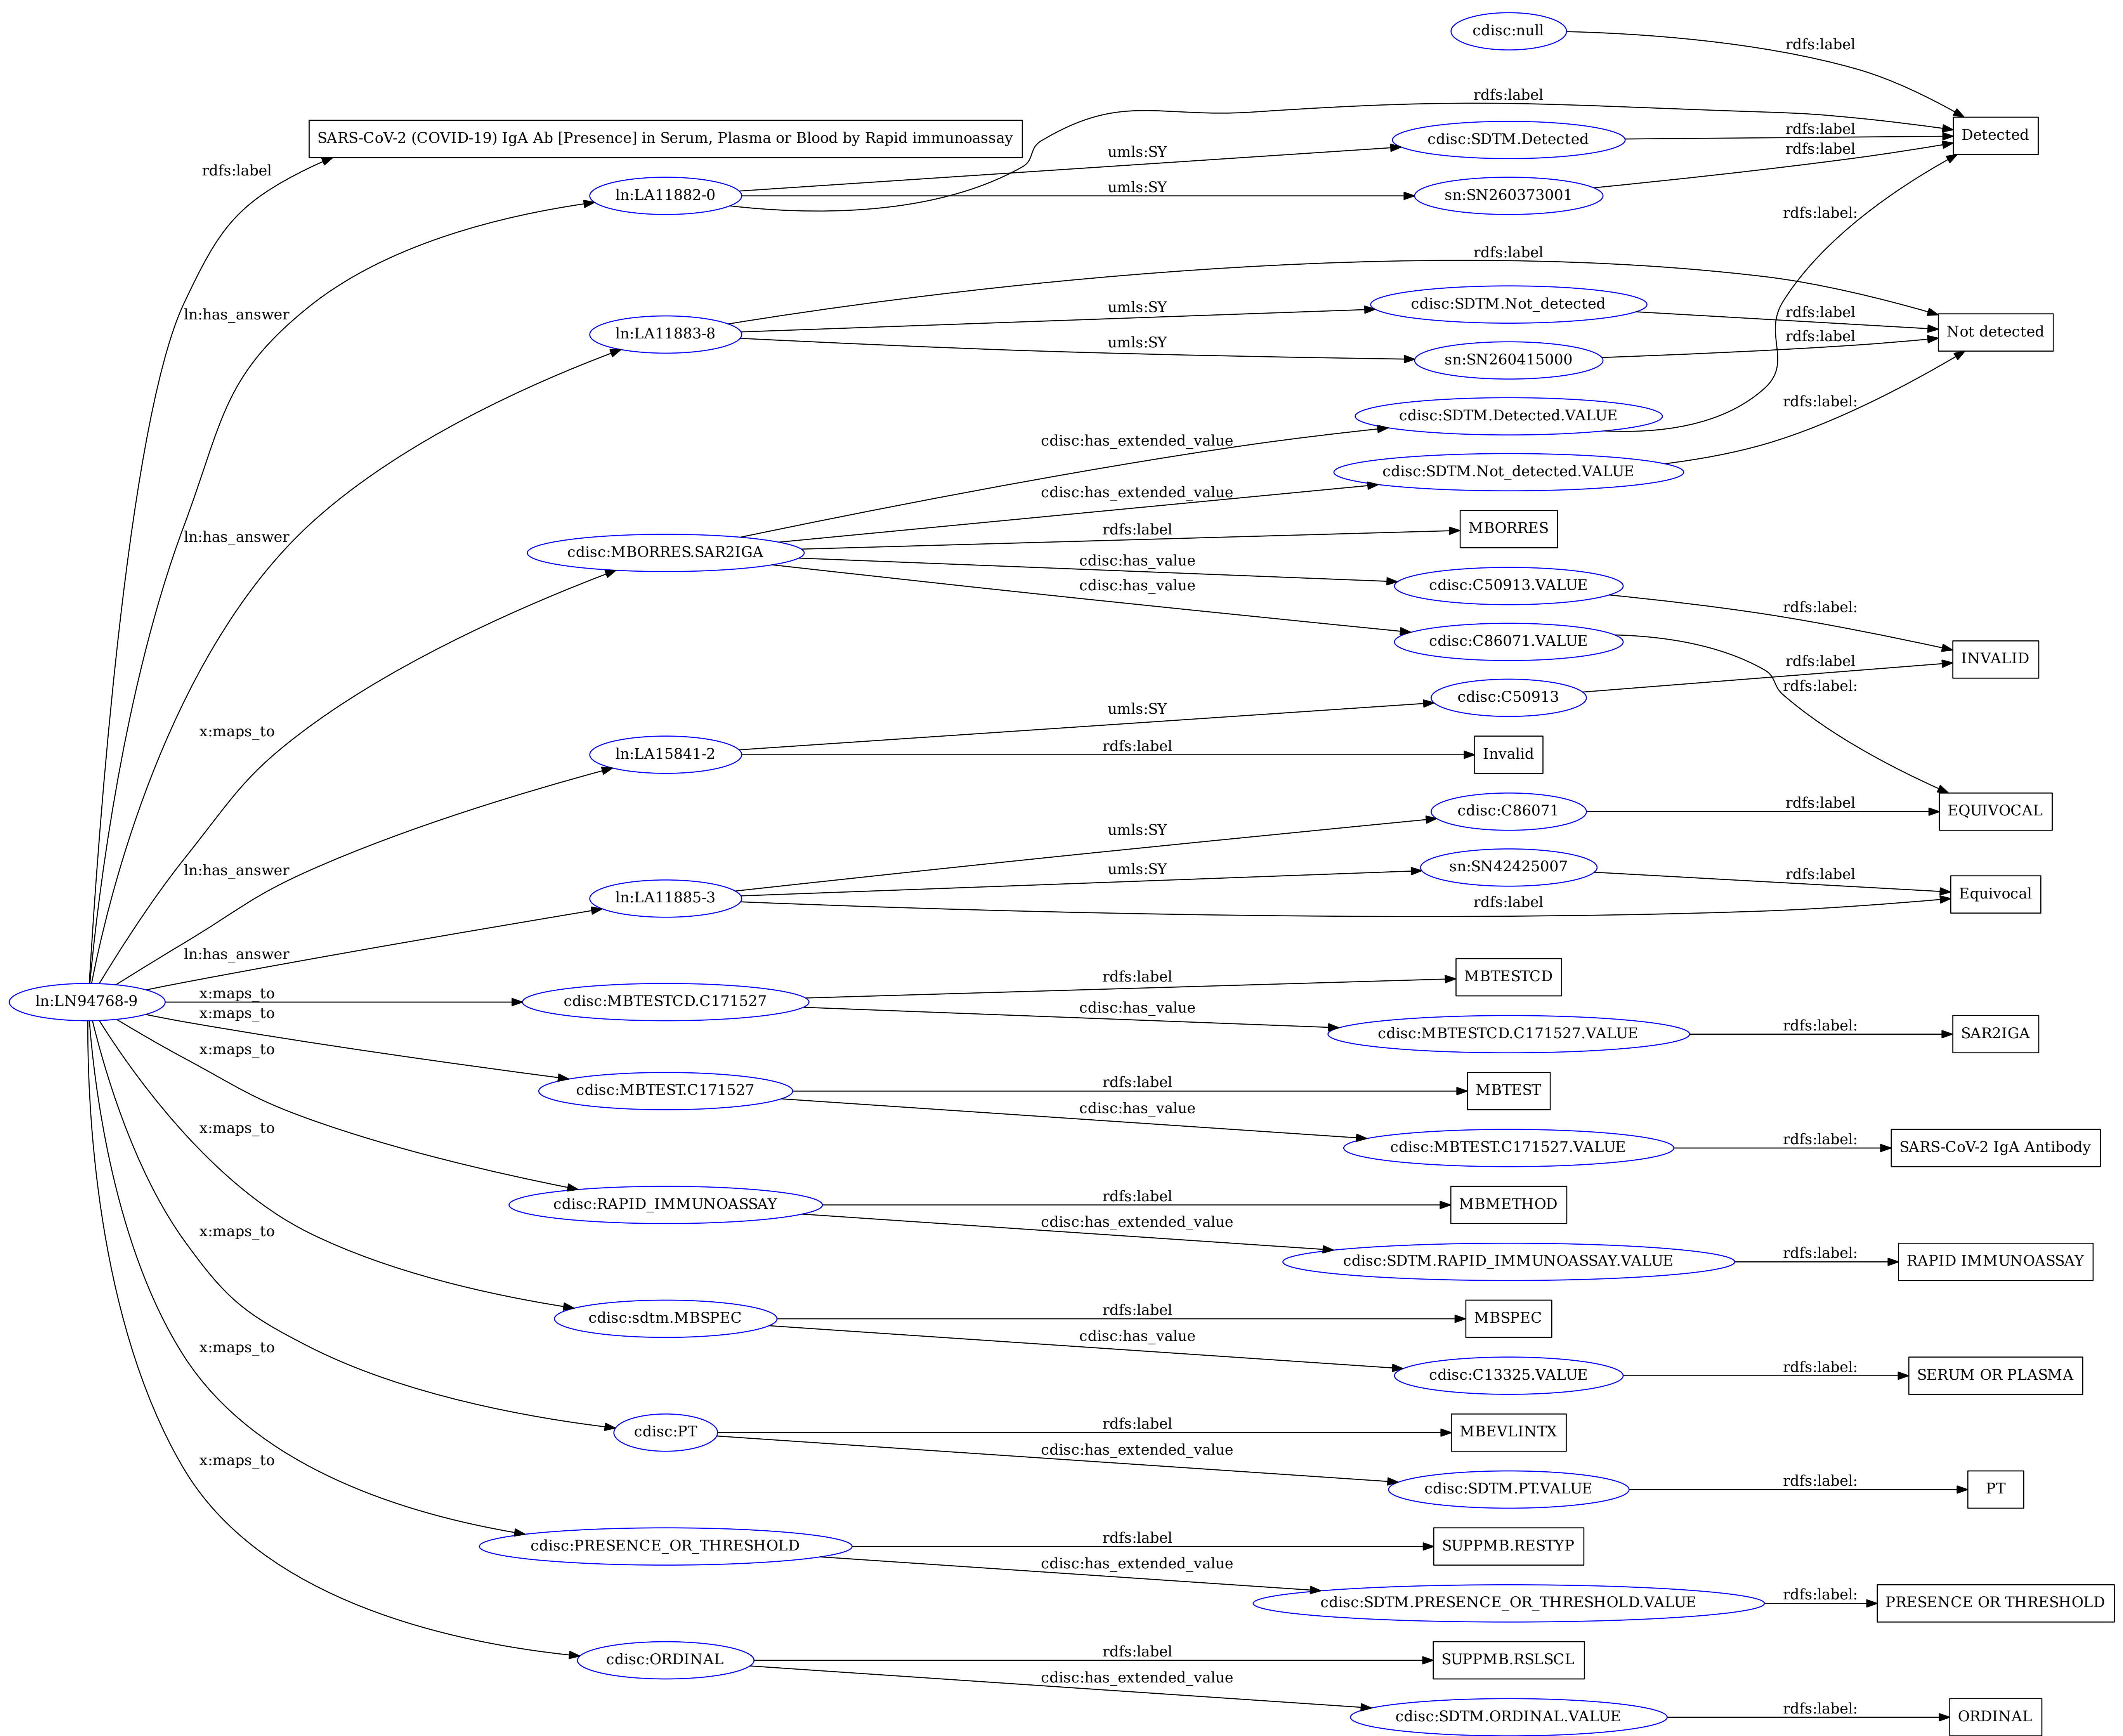 cdisc:null
rdfs:label
rdfs:label
SARS-CoV-2 (COVID-19) IgA Ab [Presence] in Serum, Plasma or Blood by Rapid immunoassay
cdisc:SDTM.Detected
rdfs:label
Detected
rdfs:label
umls:SY
rdfs:label
ln:LA11882-0
umls:SY
sn:SN260373001
rdfs:label:
rdfs:label
ln:has_answer
umls:SY
cdisc:SDTM.Not_detected
rdfs:label
ln:LA11883-8
Not detected
umls:SY
rdfs:label
sn:SN260415000
cdisc:SDTM.Detected.VALUE
rdfs:label:
cdisc:has_extended_value
cdisc:SDTM.Not_detected.VALUE
cdisc:has_extended_value
ln:has_answer
rdfs:label
MBORRES
cdisc:MBORRES.SAR2IGA
cdisc:has_value
cdisc:C50913.VALUE
cdisc:has_value
rdfs:label:
cdisc:C86071.VALUE
INVALID
rdfs:label
rdfs:label:
cdisc:C50913
umls:SY
x:maps_to
ln:LA15841-2
rdfs:label
Invalid
cdisc:C86071
rdfs:label
EQUIVOCAL
umls:SY
ln:has_answer
umls:SY
sn:SN42425007
rdfs:label
ln:LA11885-3
rdfs:label
Equivocal
ln:has_answer
rdfs:label
MBTESTCD
ln:LN94768-9
x:maps_to
cdisc:MBTESTCD.C171527
cdisc:has_value
x:maps_to
cdisc:MBTESTCD.C171527.VALUE
rdfs:label:
SAR2IGA
x:maps_to
cdisc:MBTEST.C171527
rdfs:label
MBTEST
cdisc:has_value
x:maps_to
cdisc:MBTEST.C171527.VALUE
rdfs:label:
SARS-CoV-2 IgA Antibody
cdisc:RAPID_IMMUNOASSAY
rdfs:label
MBMETHOD
cdisc:has_extended_value
x:maps_to
cdisc:SDTM.RAPID_IMMUNOASSAY.VALUE
rdfs:label:
RAPID IMMUNOASSAY
cdisc:sdtm.MBSPEC
rdfs:label
MBSPEC
cdisc:has_value
x:maps_to
cdisc:C13325.VALUE
rdfs:label:
SERUM OR PLASMA
cdisc:PT
rdfs:label
MBEVLINTX
cdisc:has_extended_value
x:maps_to
cdisc:SDTM.PT.VALUE
rdfs:label:
PT
cdisc:PRESENCE_OR_THRESHOLD
rdfs:label
SUPPMB.RESTYP
cdisc:has_extended_value
cdisc:SDTM.PRESENCE_OR_THRESHOLD.VALUE
rdfs:label:
PRESENCE OR THRESHOLD
cdisc:ORDINAL
rdfs:label
SUPPMB.RSLSCL
cdisc:has_extended_value
cdisc:SDTM.ORDINAL.VALUE
rdfs:label:
ORDINAL